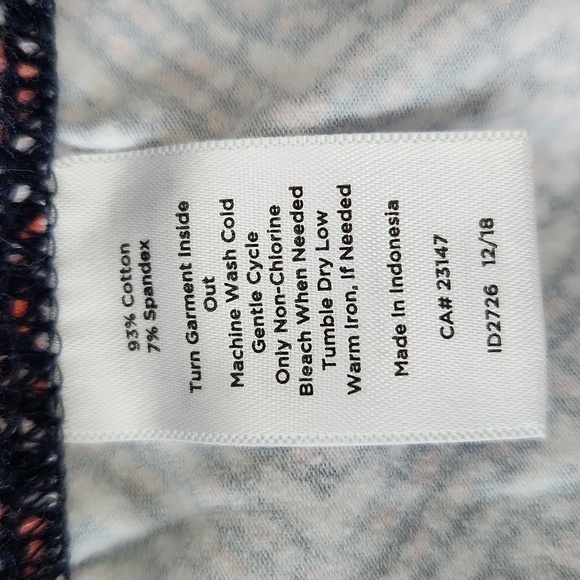 93% Cotton
7% Spandex
Turn Garment Inside
Out
Machine Wash Cold
Gentle Cycle
Only Non-Chlorine
Bleach When Needed
Tumble Dry Low
Warm Iron, If Needed
Made In Indonesia
CA# 23147
ID2726 12/18